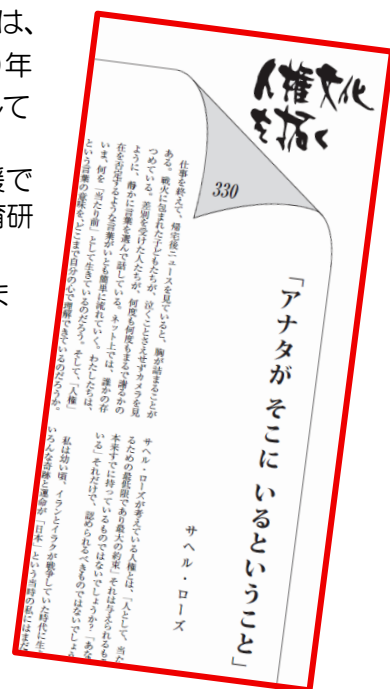 は、
年
して
で
育研
ま
人権文化
を拓く
330
「アナタが そこに いるということ」
サヘル・ローズ
仕事を終えて、帰宅後ニュースを見ていると、胸が詰まることが
ある。戦火に包まれた子どもたちが、泣くことさえせずカメラを見
つめている。差別を受けた人たちが、何度も何度もまるで謝るかの
ように、静かに言葉を選んで話している。ネット上では、誰かの存
在を否定するような言葉がいとも簡単に流れていく。わたしたちは、
いま、何を「当たり前」として生きているのだろう。そして、「人権」
という言葉の意味を、どこまで自分の心で理解できているのだろうか。
サヘル・ローズが考えている人権とは、「人として、当た
るための最低限であり最大の約束」それは与えられるもの
本来すでに持っているものではないでしょうか？「あな
いる」それだけで、認められるべきものではないでしょう
私は幼い頃、イランとイラクが戦争していた時代に生
いろんな奇跡と運命が「日本」という当時の私にはまだ